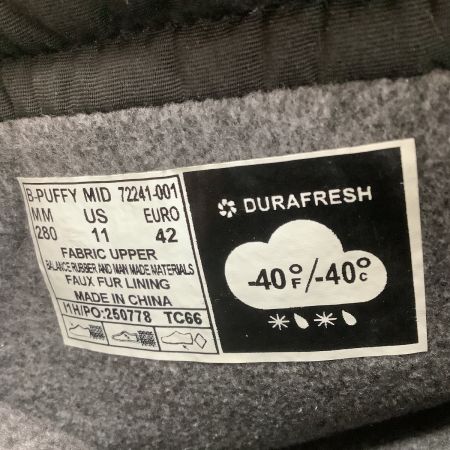 B-PUFFY MID 72241-001
MM US EURO
280 11 42
FABRIC UPPER
BALANCE RUBBER AND MAN MADE MATERIALS
FAUX FUR LINING
MADE IN CHINA
11H/PO:250778 TC66
DURAFRESH
-40°F/-40°C